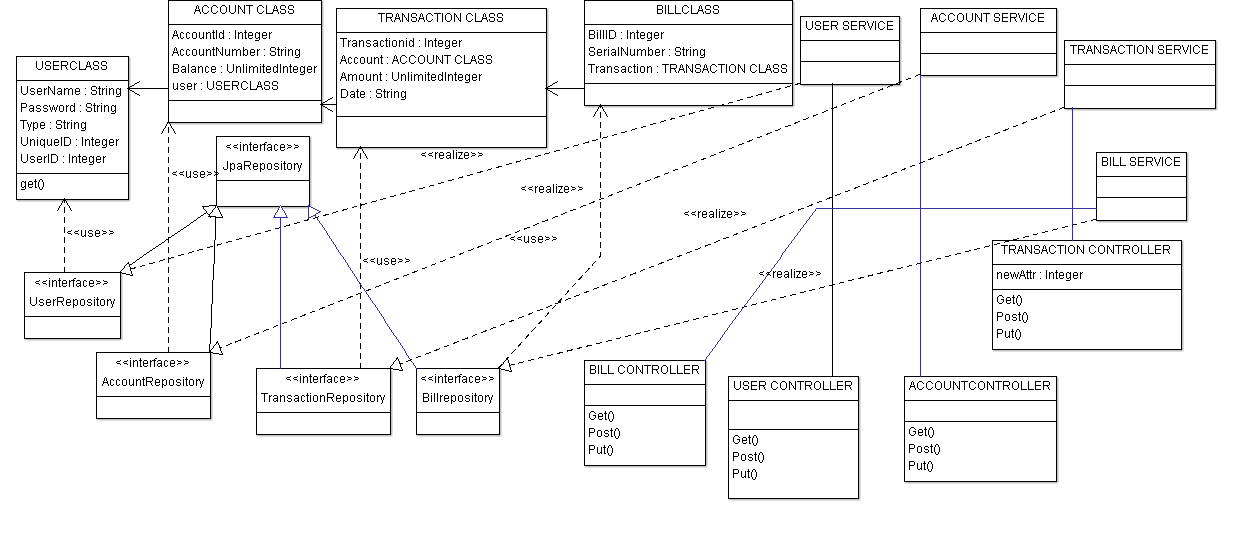 ACCOUNT CLASS
AccountId : Integer
AccountNumber : String
Balance : UnlimitedInteger
user : USERCLASS
TRANSACTION CLASS
Transactionid : Integer
Account : ACCOUNT CLASS
Amount : UnlimitedInteger
Date : String
BILLCLASS
BillID : Integer
SerialNumber : String
Transaction : TRANSACTION CLASS
USER SERVICE
ACCOUNT SERVICE
TRANSACTION SERVICE
USERCLASS
UserName : String
Password : String
Type : String
UniqueID : Integer
UserID : Integer
get()
<<interface>>
JpaRepository
<<use>>
<<realize>>
<<realize>>
BILL SERVICE
<<use>>
<<realize>>
<<use>>
<<use>>
<<realize>>
TRANSACTION CONTROLLER
newAttr : Integer
Get()
Post()
Put()
<<interface>>
UserRepository
<<interface>>
AccountRepository
<<interface>>
TransactionRepository
<<interface>>
Billrepository
BILL CONTROLLER
Get()
Post()
Put()
USER CONTROLLER
Get()
Post()
Put()
ACCOUNTCONTROLLER
Get()
Post()
Put()